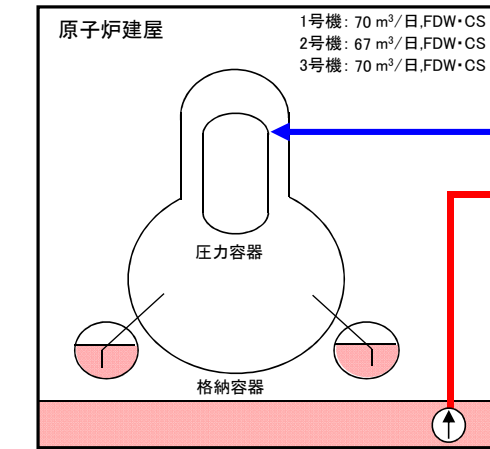 原子炉建屋
1号機: 70 m³/日,FDW・CS
2号機: 67 m³/日,FDW・CS
3号機: 70 m³/日,FDW・CS
圧力容器
格納容器